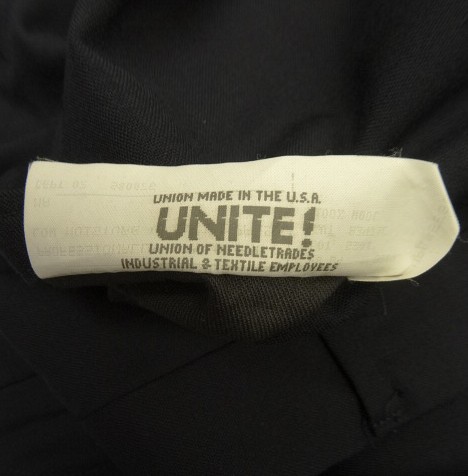 UNION MADE IN THE U.S.A.
UNITE!
UNION OF NEEDLETRADES
INDUSTRIAL & TEXTILE EMPLOYEES